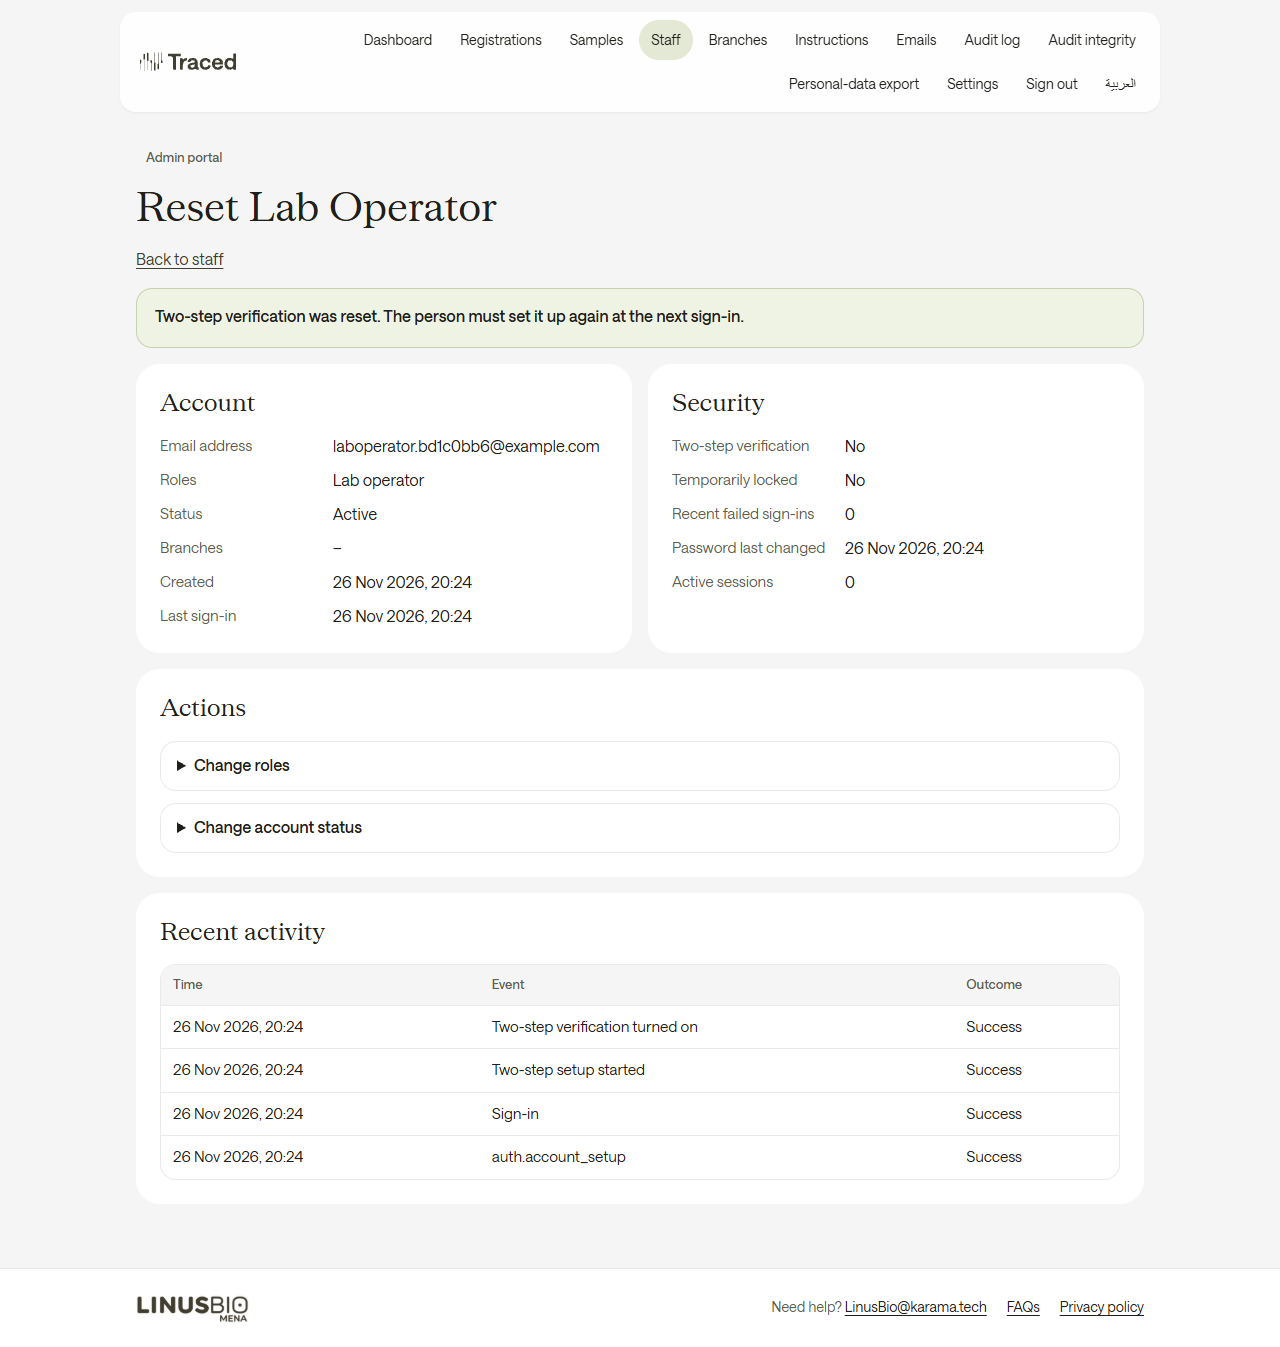 Traced
Dashboard Registrations Samples Staff Branches Instructions Emails Audit log Audit integrity
Personal-data export Settings Sign out العربية
Admin portal
Reset Lab Operator
Back to staff
Two-step verification was reset. The person must set it up again at the next sign-in.
Account
Email address laboperator.bd1c0bb6@example.com
Roles Lab operator
Status Active
Branches –
Created 26 Nov 2026, 20:24
Last sign-in 26 Nov 2026, 20:24
Security
Two-step verification No
Temporarily locked No
Recent failed sign-ins 0
Password last changed 26 Nov 2026, 20:24
Active sessions 0
Actions
Change roles
Change account status
Recent activity
Time Event Outcome
26 Nov 2026, 20:24 Two-step verification turned on Success
26 Nov 2026, 20:24 Two-step setup started Success
26 Nov 2026, 20:24 Sign-in Success
26 Nov 2026, 20:24 auth.account_setup Success
LINUSBIO
MENA
Need help? LinusBio@karama.tech FAQs Privacy policy